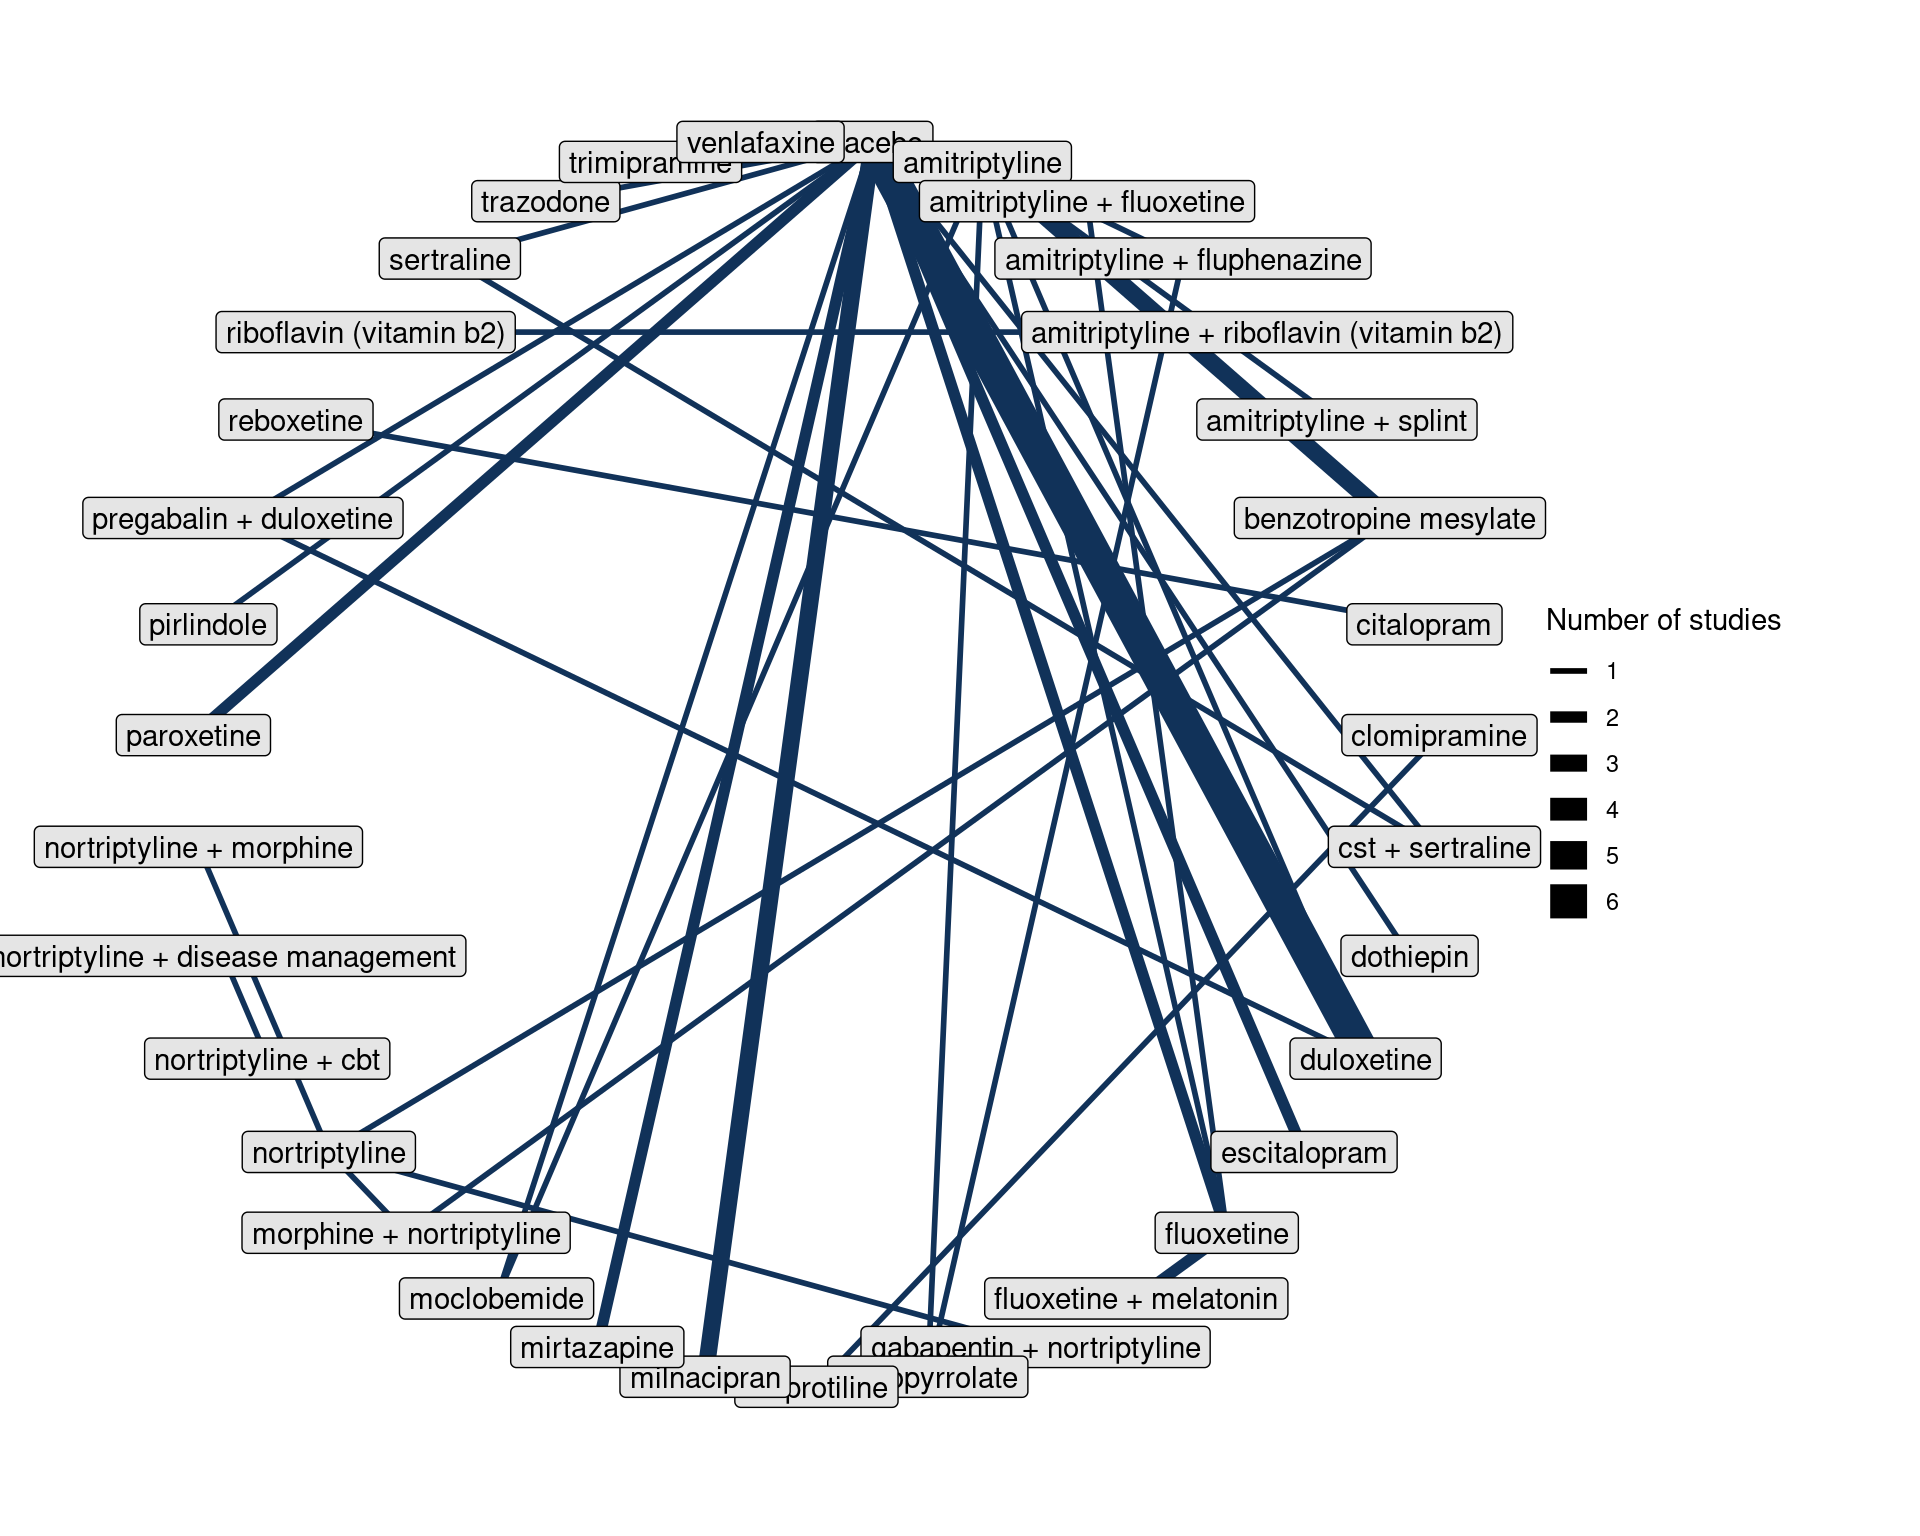 venlafaxine
acebo
amitriptyline
trimipramine
trazodone
amitriptyline + fluoxetine
sertraline
amitriptyline + fluphenazine
riboflavin (vitamin b2)
amitriptyline + riboflavin (vitamin b2)
reboxetine
amitriptyline + splint
pregabalin + duloxetine
benzotropine mesylate
pirlindole
citalopram
paroxetine
clomipramine
nortriptyline + morphine
cst + sertraline
nortriptyline + disease management
dothiepin
nortriptyline + cbt
duloxetine
nortriptyline
escitalopram
morphine + nortriptyline
fluoxetine
moclobemide
fluoxetine + melatonin
mirtazapine
gabapentin + nortriptyline
milnacipran
protiline
opyrrolate
Number of studies
1
2
3
4
5
6